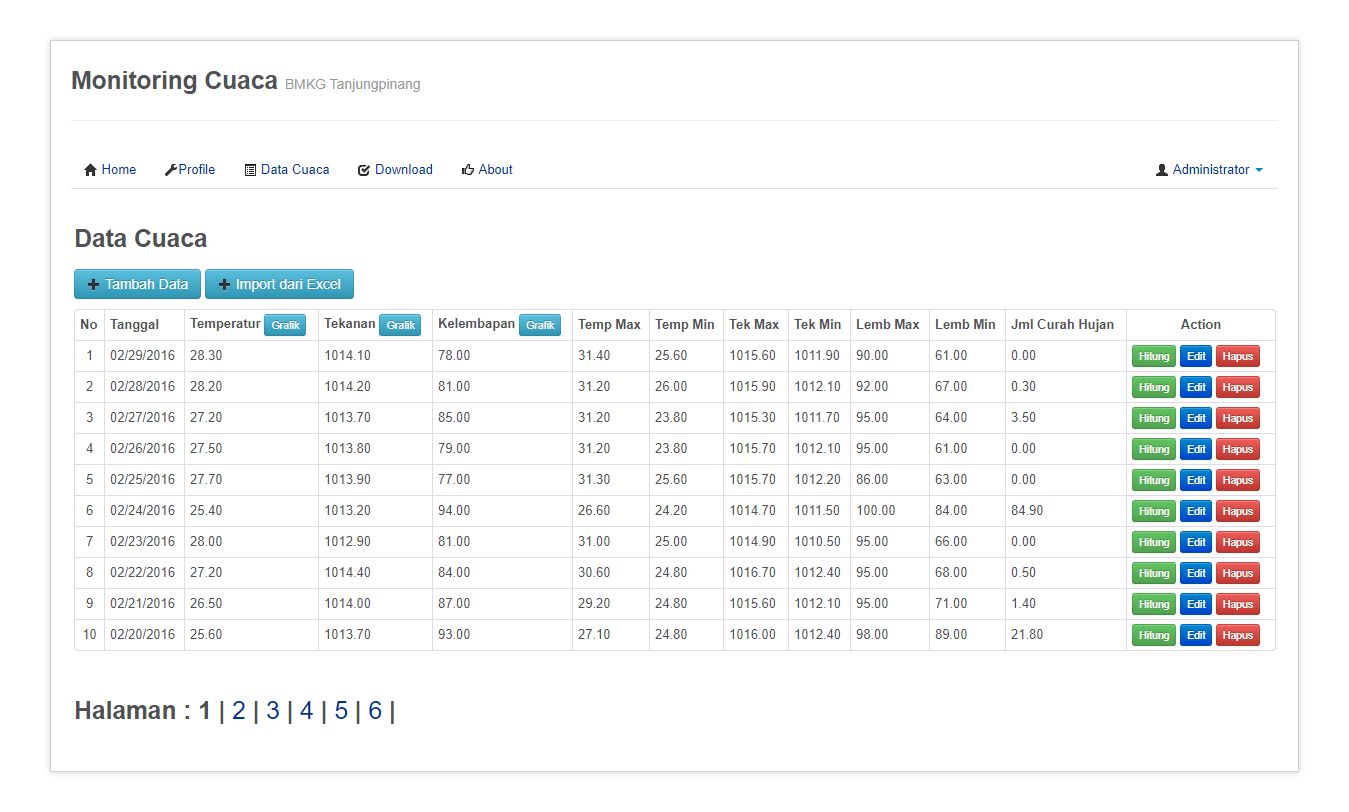 Monitoring Cuaca BMKG Tanjungpinang
Home Profile Data Cuaca Download About Administrator
Data Cuaca
Tambah Data Import dari Excel
No Tanggal Temperatur Grafik Tekanan Grafik Kelembapan Grafik Temp Max Temp Min Tek Max Tek Min Lemb Max Lemb Min Jml Curah Hujan Action
1 02/29/2016 28.30 1014.10 78.00 31.40 25.60 1015.60 1011.90 90.00 61.00 0.00 Hitung Edit Hapus
2 02/28/2016 28.20 1014.20 81.00 31.20 26.00 1015.90 1012.10 92.00 67.00 0.30 Hitung Edit Hapus
3 02/27/2016 27.20 1013.70 85.00 31.20 23.80 1015.30 1011.70 95.00 64.00 3.50 Hitung Edit Hapus
4 02/26/2016 27.50 1013.80 79.00 31.20 23.80 1015.70 1012.10 95.00 61.00 0.00 Hitung Edit Hapus
5 02/25/2016 27.70 1013.90 77.00 31.30 25.60 1015.70 1012.20 86.00 63.00 0.00 Hitung Edit Hapus
6 02/24/2016 25.40 1013.20 94.00 26.60 24.20 1014.70 1011.50 100.00 84.00 84.90 Hitung Edit Hapus
7 02/23/2016 28.00 1012.90 81.00 31.00 25.00 1014.90 1010.50 95.00 66.00 0.00 Hitung Edit Hapus
8 02/22/2016 27.20 1014.40 84.00 30.60 24.80 1016.70 1012.40 95.00 68.00 0.50 Hitung Edit Hapus
9 02/21/2016 26.50 1014.00 87.00 29.20 24.80 1015.60 1012.10 95.00 71.00 1.40 Hitung Edit Hapus
10 02/20/2016 25.60 1013.70 93.00 27.10 24.80 1016.00 1012.40 98.00 89.00 21.80 Hitung Edit Hapus
Halaman : 1 | 2 | 3 | 4 | 5 | 6 |